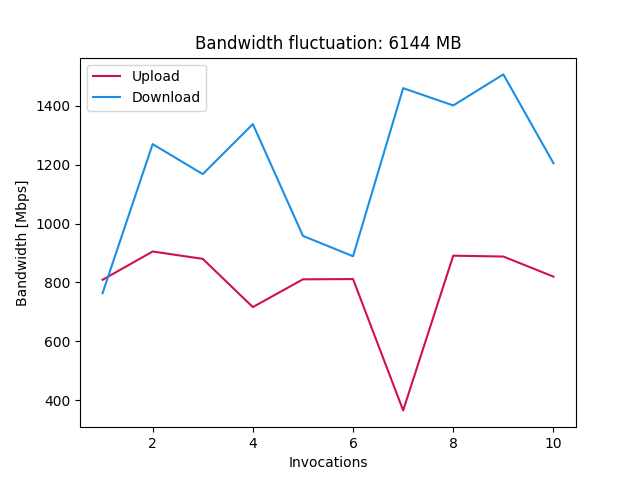 Bandwidth fluctuation: 6144 MB
Upload
Download
Bandwidth [Mbps]
1400
1200
1000
800
600
400
2 4 6 8 10
Invocations